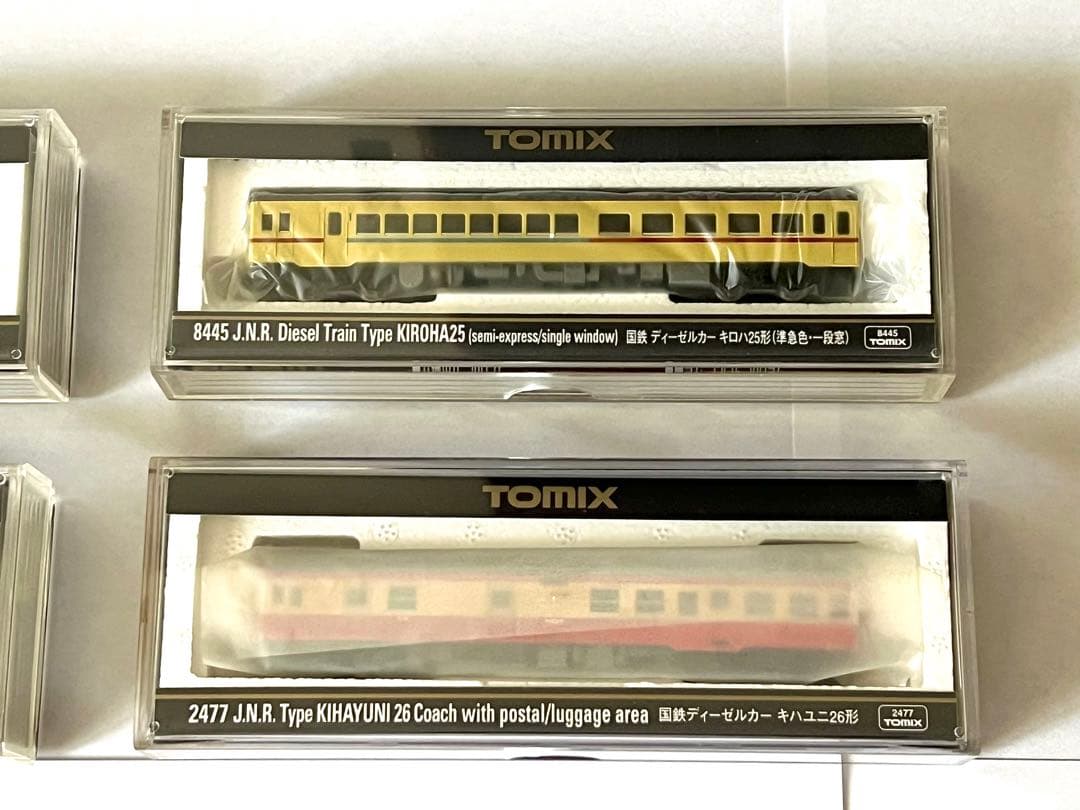 TOMIX
8445 J.N.R. Diesel Train Type KIROHA25 (semi-express/single window) 国鉄 ディーゼルカー キロハ25形(準急色・一段窓)
8445
TOMIX
TOMIX
2477 J.N.R. Type KIHAYUNI 26 Coach with postal/luggage area 国鉄ディーゼルカー キハユニ26形
2477
TOMIX